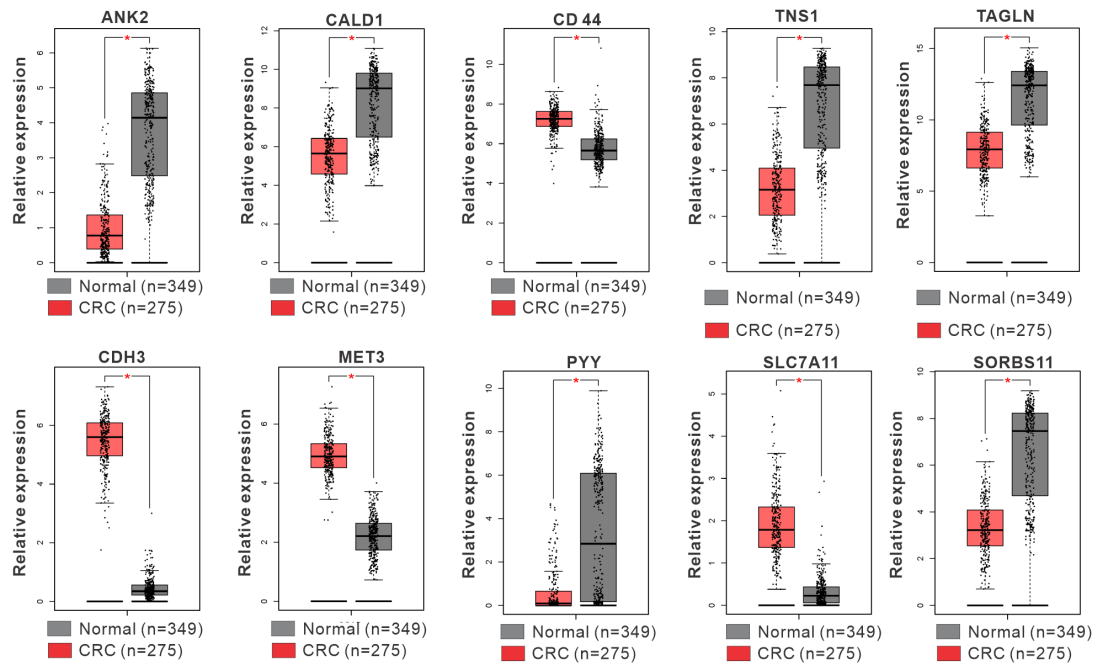 ANK2
CALD1
CD 44
TNS1
TAGLN
*
*
*
*
*
Relative expression
0
1
2
3
4
5
6
Relative expression
0
2
4
6
8
10
12
Relative expression
0
2
4
6
8
10
Relative expression
0
2
4
6
8
10
Relative expression
0
5
10
15
Normal (n=349)
CRC (n=275)
Normal (n=349)
CRC (n=275)
Normal (n=349)
CRC (n=275)
Normal (n=349)
CRC (n=275)
Normal (n=349)
CRC (n=275)
CDH3
MET3
PYY
SLC7A11
SORBS11
*
*
*
*
*
Relative expression
0
2
4
6
Relative expression
0
2
4
6
Relative expression
0
2
4
6
8
10
Relative expression
0
1
2
3
4
5
Relative expression
0
2
4
6
8
Normal (n=349)
CRC (n=275)
Normal (n=349)
CRC (n=275)
Normal (n=349)
CRC (n=275)
Normal (n=349)
CRC (n=275)
Normal (n=349)
CRC (n=275)